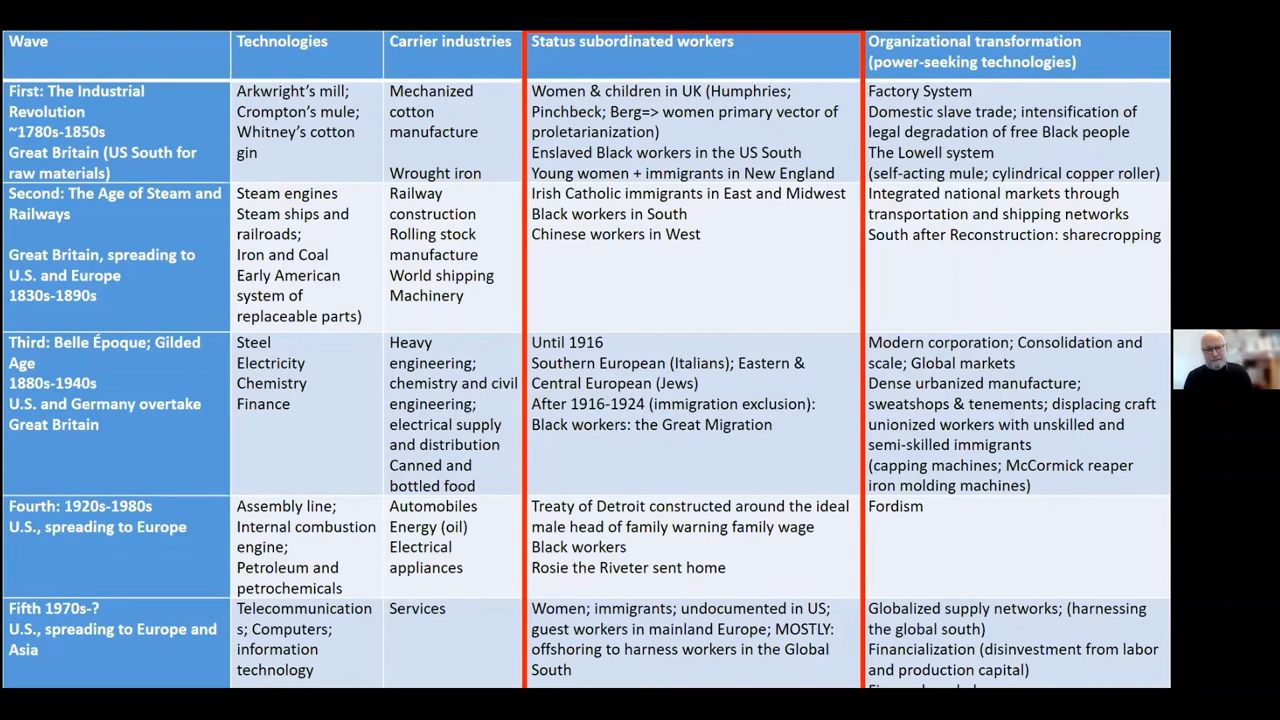 Wave
Technologies
Carrier industries
Status subordinated workers
Organizational transformation
(power-seeking technologies)
First: The Industrial
Revolution
~1780s-1850s
Great Britain (US South for
raw materials)
Arkwright's mill;
Crompton's mule;
Whitney's cotton
gin
Mechanized
cotton
manufacture
Wrought iron
Women & children in UK (Humphries;
Pinchbeck; Berg=> women primary vector of
proletarianization)
Enslaved Black workers in the US South
Young women + immigrants in New England
Factory System
Domestic slave trade; intensification of
legal degradation of free Black people
The Lowell system
(self-acting mule; cylindrical copper roller)
Second: The Age of Steam and
Railways
Great Britain, spreading to
U.S. and Europe
1830s-1890s
Steam engines
Steam ships and
railroads;
Iron and Coal
Early American
system of
replaceable parts)
Railway
construction
Rolling stock
manufacture
World shipping
Machinery
Irish Catholic immigrants in East and Midwest
Black workers in South
Chinese workers in West
Integrated national markets through
transportation and shipping networks
South after Reconstruction: sharecropping
Third: Belle Époque; Gilded
Age
1880s-1940s
U.S. and Germany overtake
Great Britain
Steel
Electricity
Chemistry
Finance
Heavy
engineering;
chemistry and civil
engineering;
electrical supply
and distribution
Canned and
bottled food
Until 1916
Southern European (Italians); Eastern &
Central European (Jews)
After 1916-1924 (immigration exclusion):
Black workers: the Great Migration
Modern corporation; Consolidation and
scale; Global markets
Dense urbanized manufacture;
sweatshops & tenements; displacing craft
unionized workers with unskilled and
semi-skilled immigrants
(capping machines; McCormick reaper
iron molding machines)
Fourth: 1920s-1980s
U.S., spreading to Europe
Assembly line;
Internal combustion
engine;
Petroleum and
petrochemicals
Automobiles
Energy (oil)
Electrical
appliances
Treaty of Detroit constructed around the ideal
male head of family warning family wage
Black workers
Rosie the Riveter sent home
Fordism
Fifth 1970s-?
U.S., spreading to Europe and
Asia
Telecommunication
s; Computers;
information
technology
Services
Women; immigrants; undocumented in US;
guest workers in mainland Europe; MOSTLY:
offshoring to harness workers in the Global
South
Globalized supply networks; (harnessing
the global south)
Financialization (disinvestment from labor
and production capital)